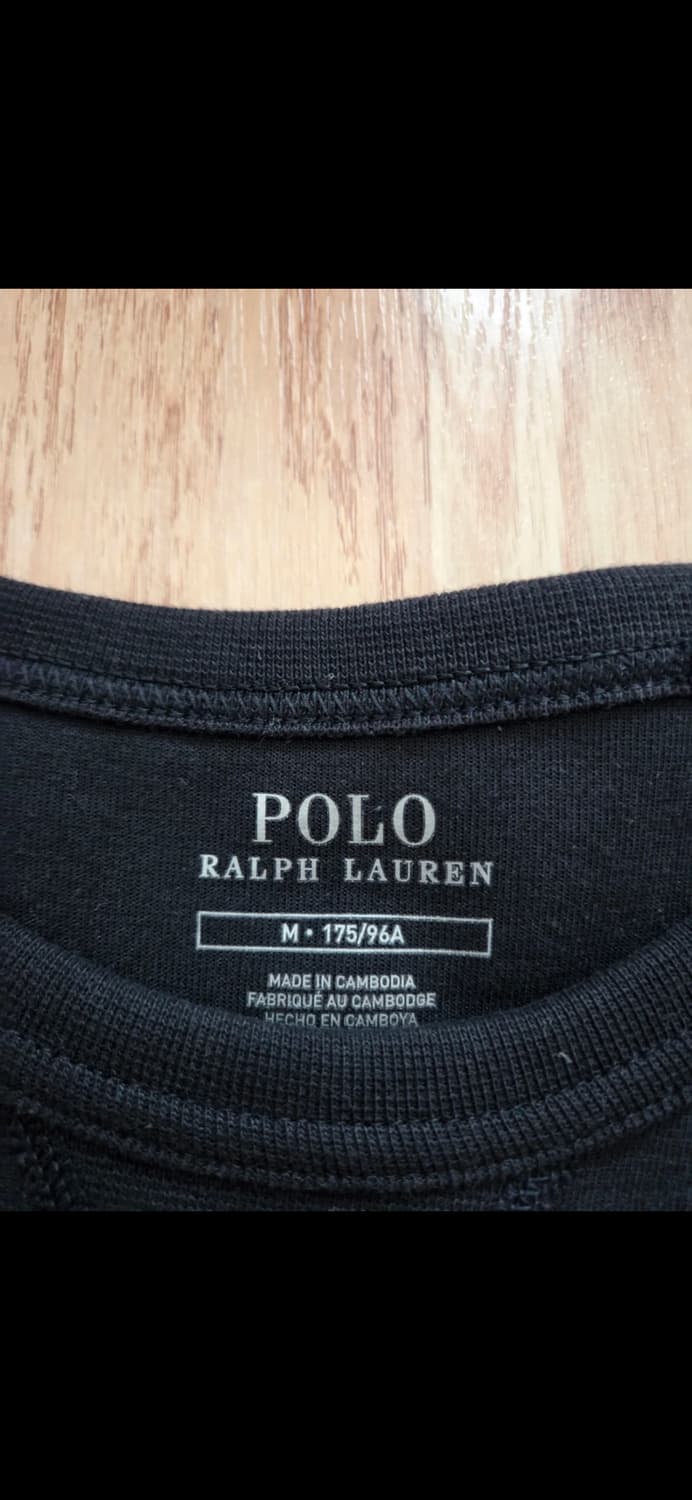 POLO
RALPH LAUREN
M • 175/96A
MADE IN CAMBODIA
FABRIQUÉ AU CAMBODGE
HECHO EN CAMBOYA